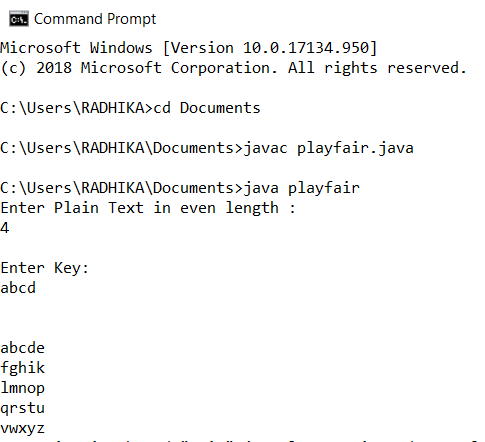 Command Prompt
Microsoft Windows [Version 10.0.17134.950]
(c) 2018 Microsoft Corporation. All rights reserved.
C:\Users\RADHIKA>cd Documents
C:\Users\RADHIKA\Documents>javac playfair.java
C:\Users\RADHIKA\Documents>java playfair
Enter Plain Text in even length :
4
Enter Key:
abcd
abcde
fghik
lmnop
qrstu
vwxyz